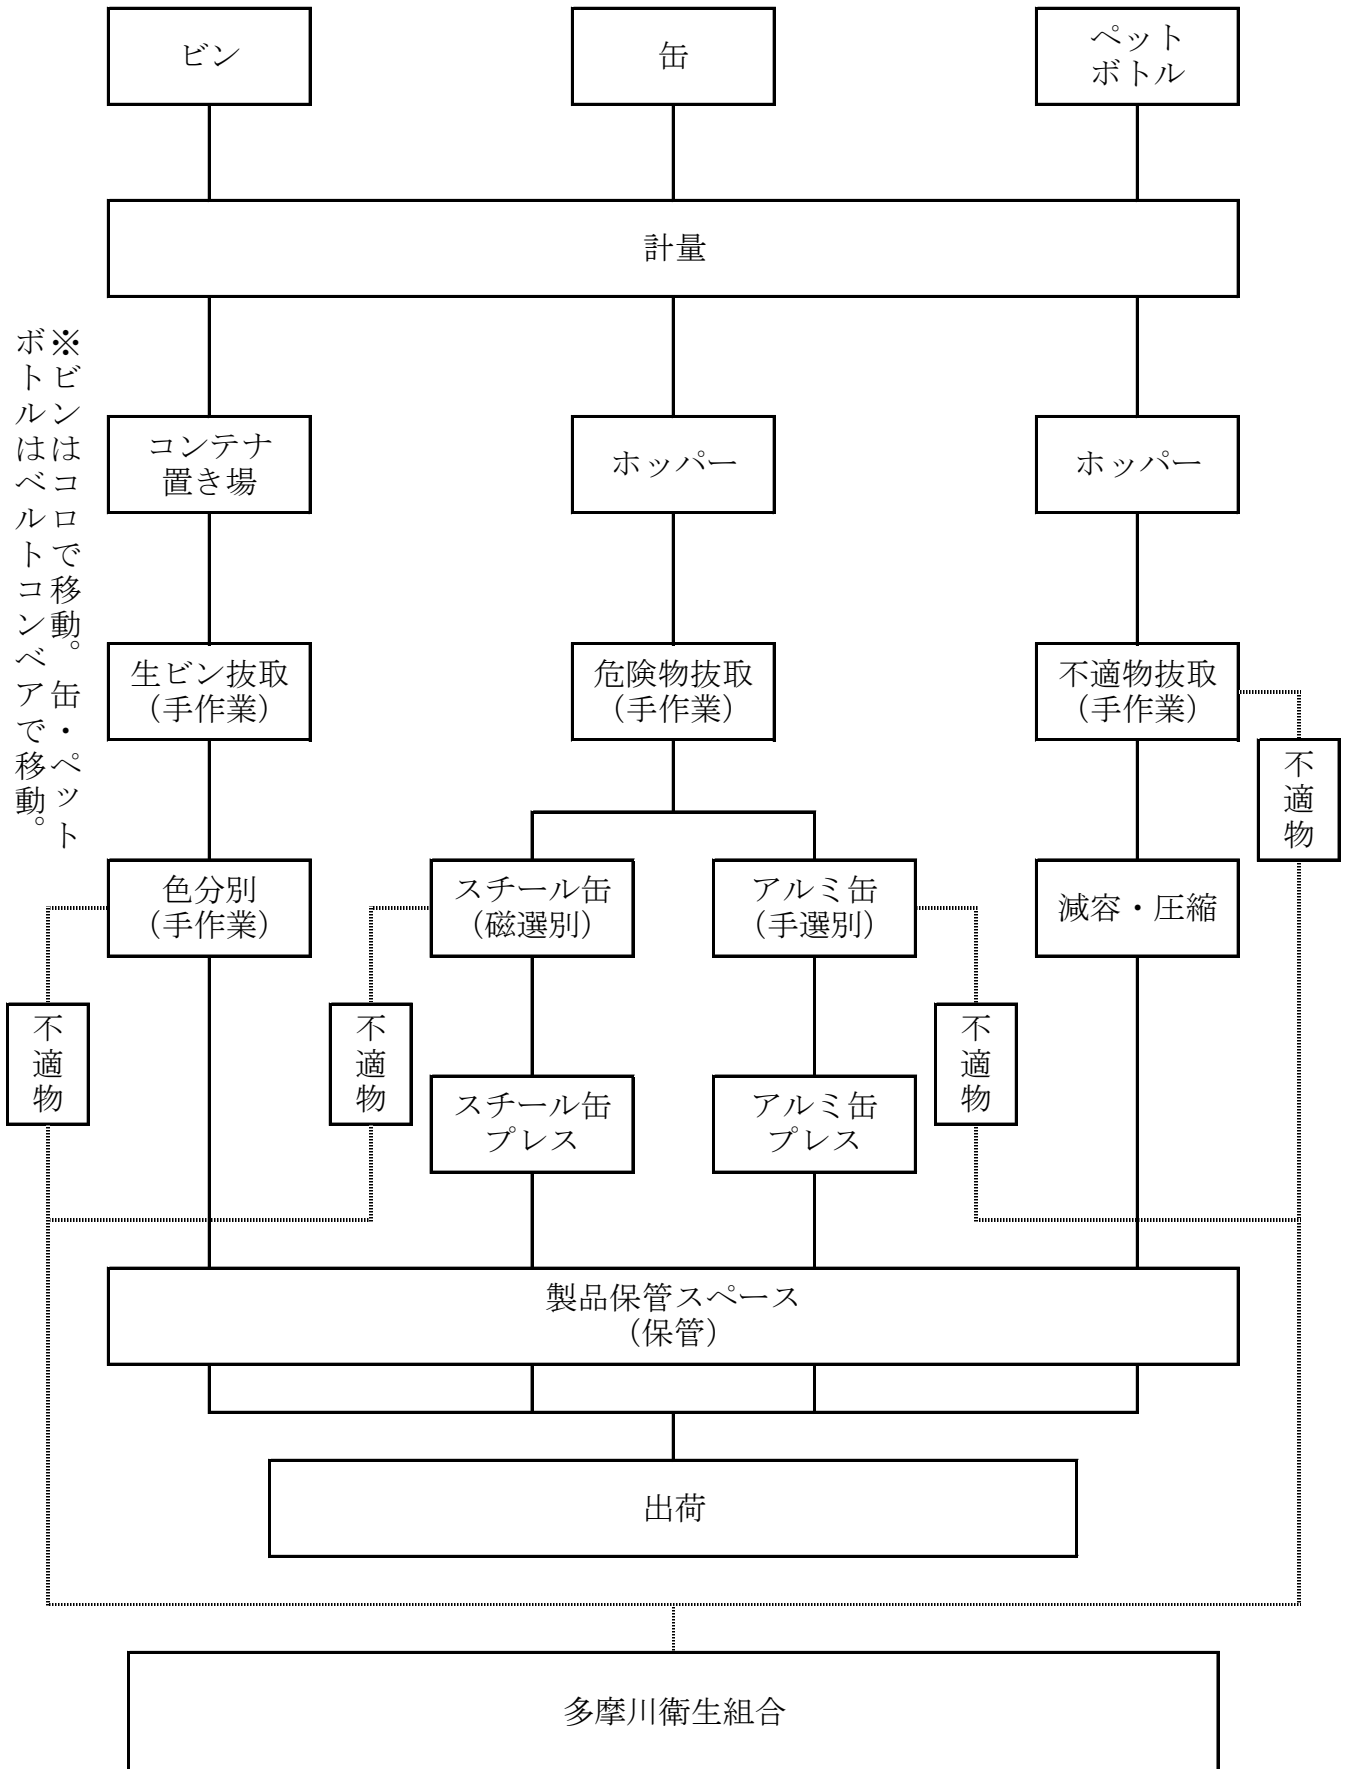 ビン
缶
ペット
ボトル
計量
※ビンはコロで移動。缶・ペット
ボトルはベルトコンベアで移動。
コンテナ
置き場
ホッパー
ホッパー
生ビン抜取
（手作業）
危険物抜取
（手作業）
不適物抜取
（手作業）
不適物
色分別
（手作業）
スチール缶
（磁選別）
アルミ缶
（手選別）
減容・圧縮
不適物
不適物
スチール缶
プレス
アルミ缶
プレス
不適物
製品保管スペース
（保管）
出荷
多摩川衛生組合